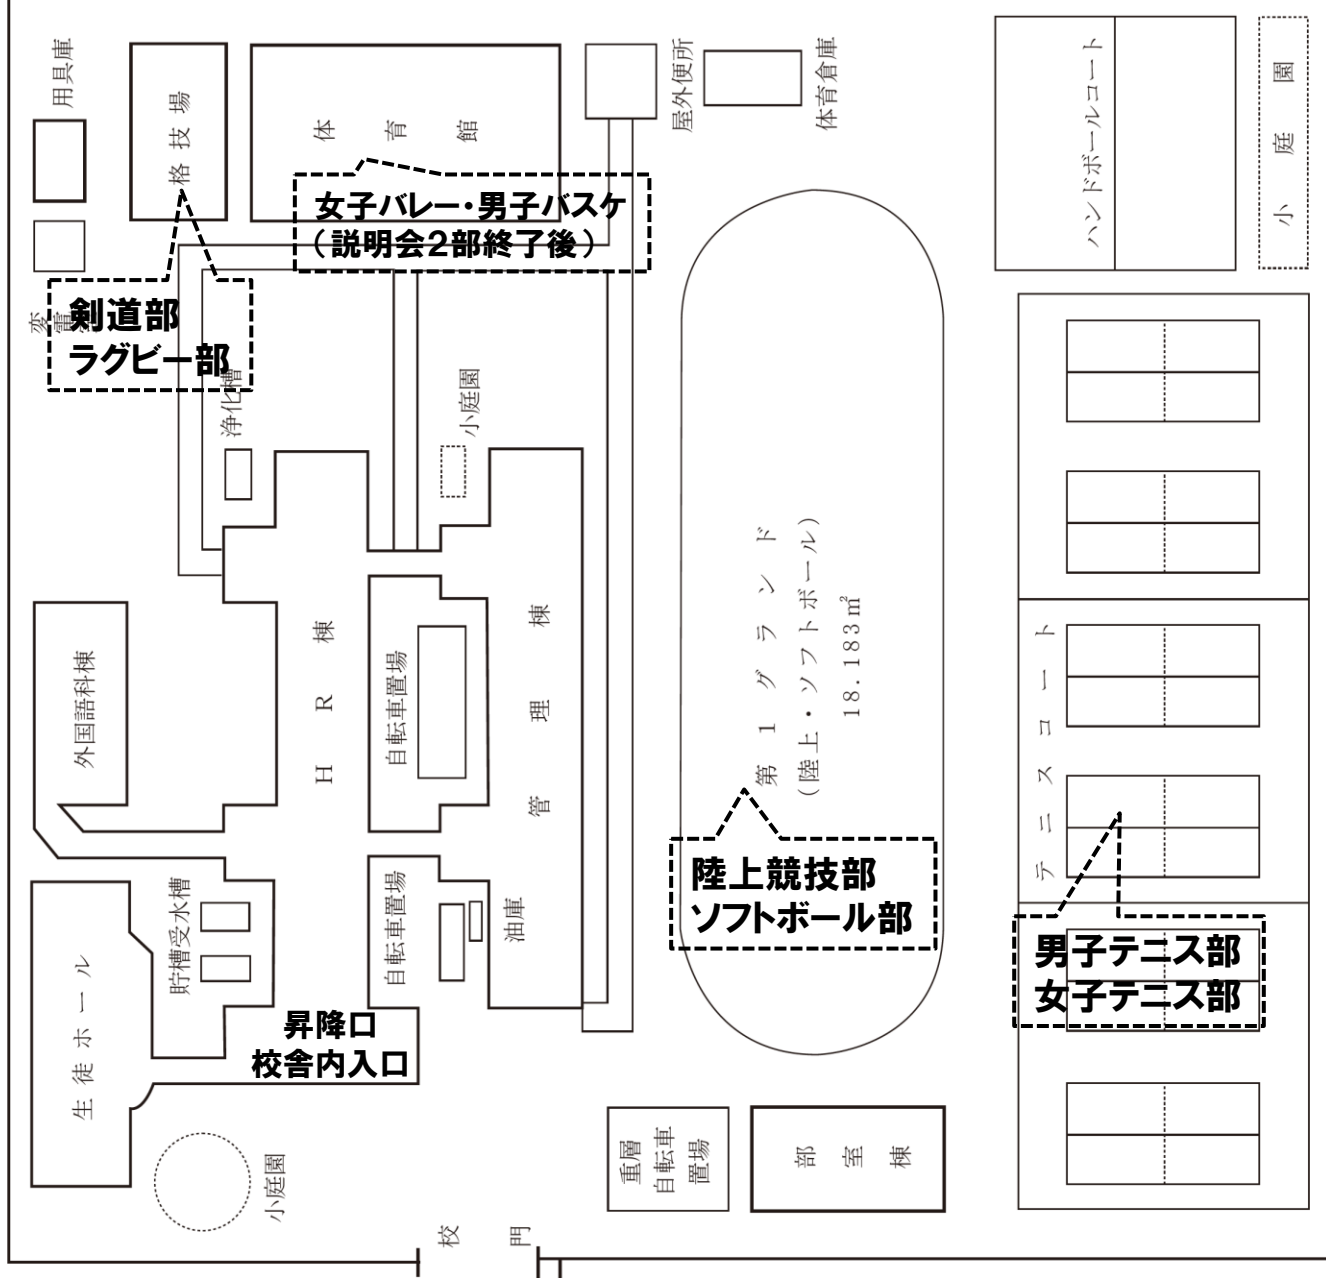 用具庫
格技場
体育館
屋外便所
体育倉庫
ハンドボールコート
小庭園
女子バレー・男子バスケ
（説明会２部終了後）
剣道部
ラグビー部
変電
浄化槽
小庭園
外国語科棟
HR棟
自転車置場
管理棟
第1グランド
(陸上・ソフトボール)
18.183㎡
テニスコート
陸上競技部
ソフトボール部
男子テニス部
女子テニス部
貯槽受水槽
自転車置場
油庫
生徒ホール
昇降口
校舎内入口
小庭園
重層
自転車
置場
部室棟
校門